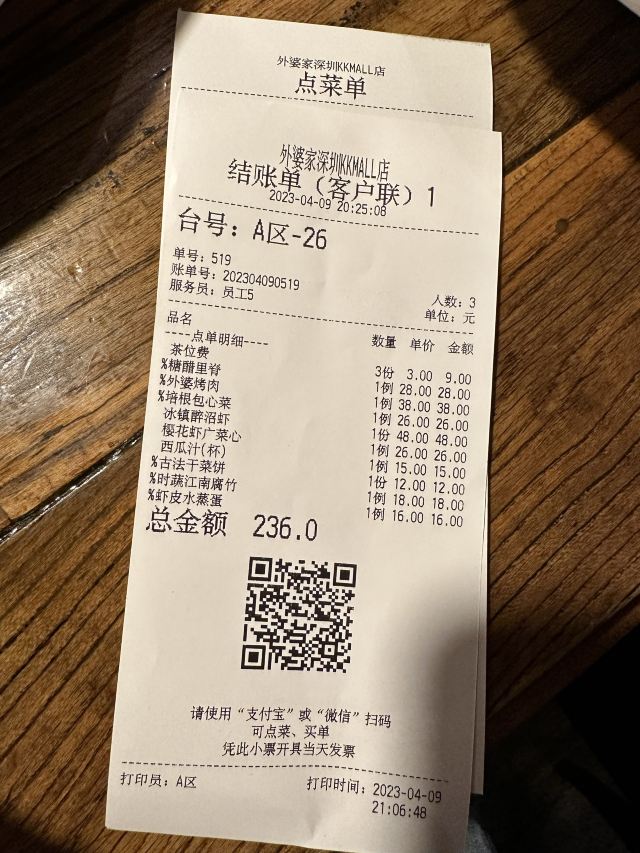 外婆家深圳KKMALL店
点菜单
外婆家深圳KKMALL店
结账单（客户联）1
2023-04-09 20:25:08
台号：A区-26
单号：519
账单号：202304090519
服务员：员工5
人数：3
单位：元
品名 数量 单价 金额
----点单明细----
茶位费 3份 3.00 9.00
%糖醋里脊 1例 28.00 28.00
%外婆烤肉 1例 38.00 38.00
%培根包心菜 1例 26.00 26.00
冰镇醉沼虾 1份 48.00 48.00
樱花虾广菜心 1例 26.00 26.00
西瓜汁(杯) 1例 15.00 15.00
%古法干菜饼 1份 12.00 12.00
%时蔬江南腐竹 1例 18.00 18.00
%虾皮水蒸蛋 1例 16.00 16.00
总金额 236.0
请使用“支付宝”或“微信”扫码
可点菜、买单
凭此小票开具当天发票
打印员：A区 打印时间：2023-04-09
21:06:48